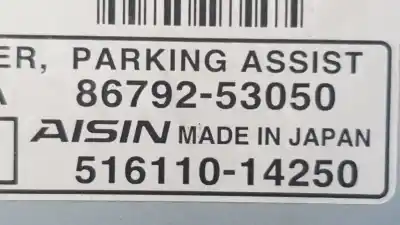 ER, PARKING ASSIST
86792-53050
AISIN MADE IN JAPAN
516110-14250